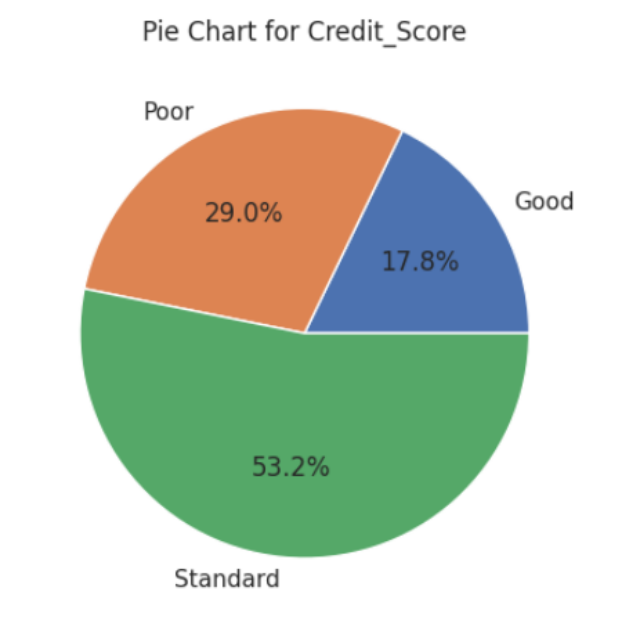 Pie Chart for Credit_Score
Poor
Good
29.0%
17.8%
53.2%
Standard